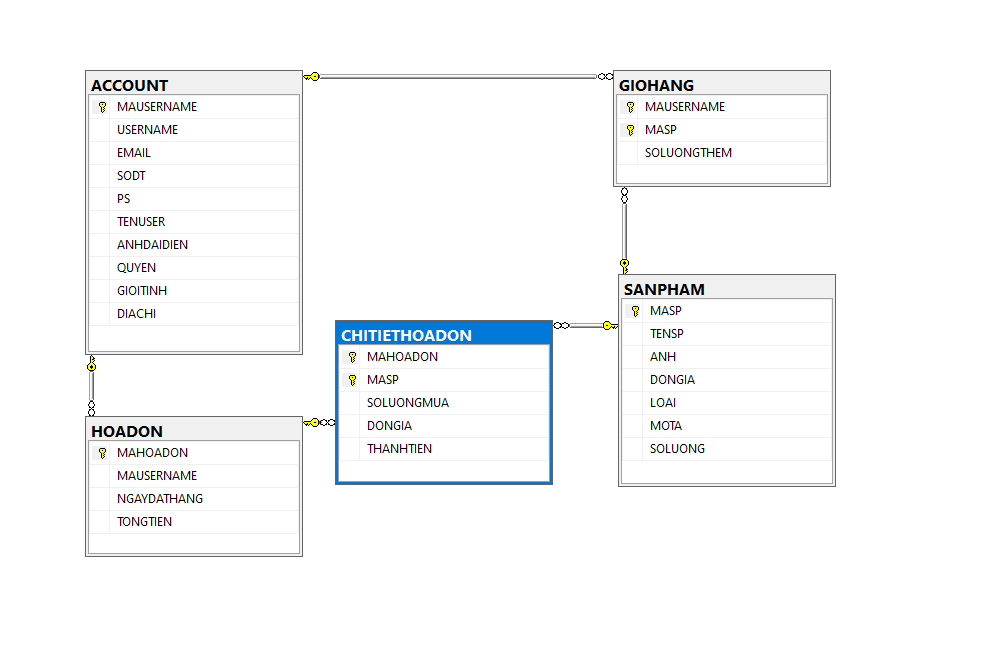 ACCOUNT
MAUSERNAME
USERNAME
EMAIL
SODT
PS
TENUSER
ANHDAIDIEN
QUYEN
GIOITINH
DIACHI
GIOHANG
MAUSERNAME
MASP
SOLUONGTHEM
SANPHAM
MASP
TENSP
ANH
DONGIA
LOAI
MOTA
SOLUONG
CHITIETHOADON
MAHOADON
MASP
SOLUONGMUA
DONGIA
THANHTIEN
HOADON
MAHOADON
MAUSERNAME
NGAYDATHANG
TONGTIEN